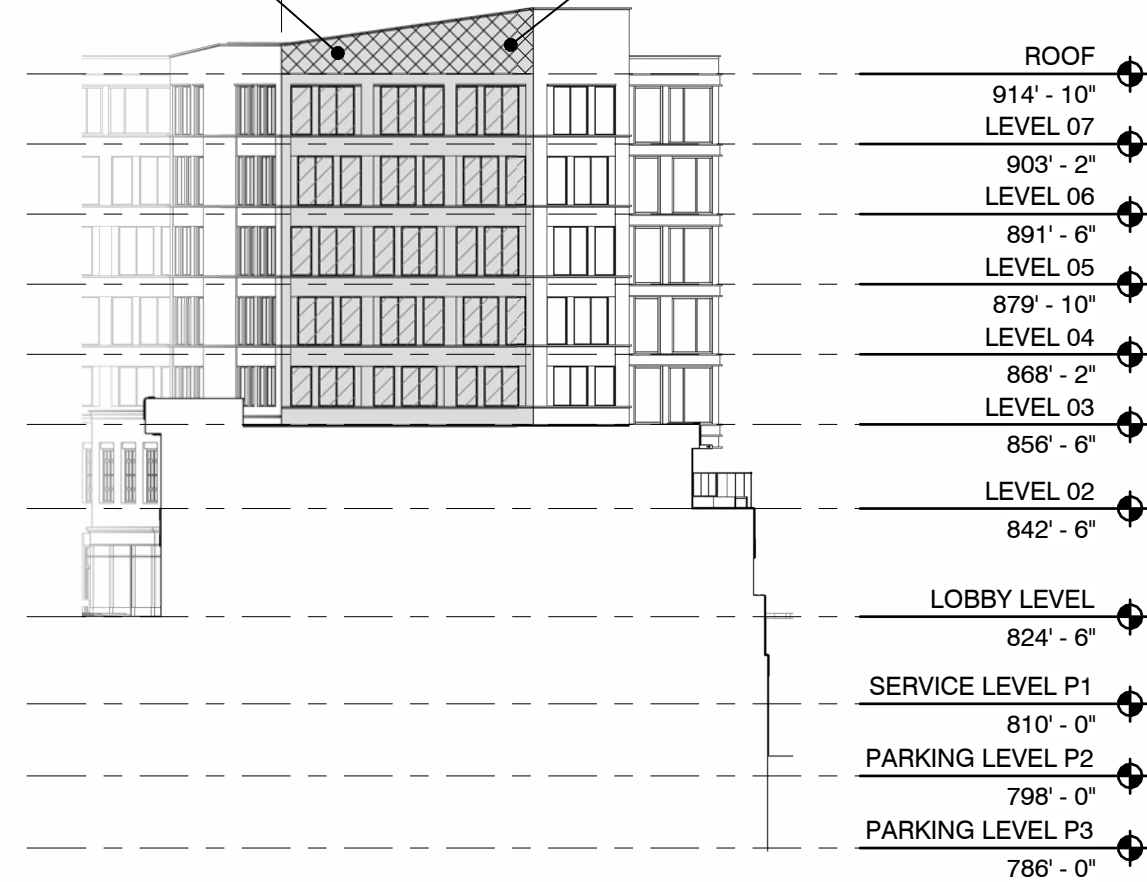 ROOF
914' - 10"
LEVEL 07
903' - 2"
LEVEL 06
891' - 6"
LEVEL 05
879' - 10"
LEVEL 04
868' - 2"
LEVEL 03
856' - 6"
LEVEL 02
842' - 6"
LOBBY LEVEL
824' - 6"
SERVICE LEVEL P1
810' - 0"
PARKING LEVEL P2
798' - 0"
PARKING LEVEL P3
786' - 0"